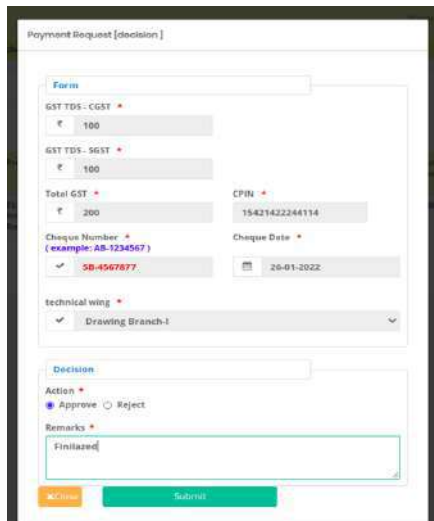 Payment Request [decision ]
Form
GST TDS - CGST *
₹ 100
GST TDS - SGST *
₹ 100
Total GST * CPIN *
₹ 200 15421422244114
Cheque Number * Cheque Date *
( example: AB-1234567 )
SB-4567877 26-01-2022
technical wing *
Drawing Branch-I
Decision
Action *
Approve Reject
Remarks *
Finilazed
Close Submit